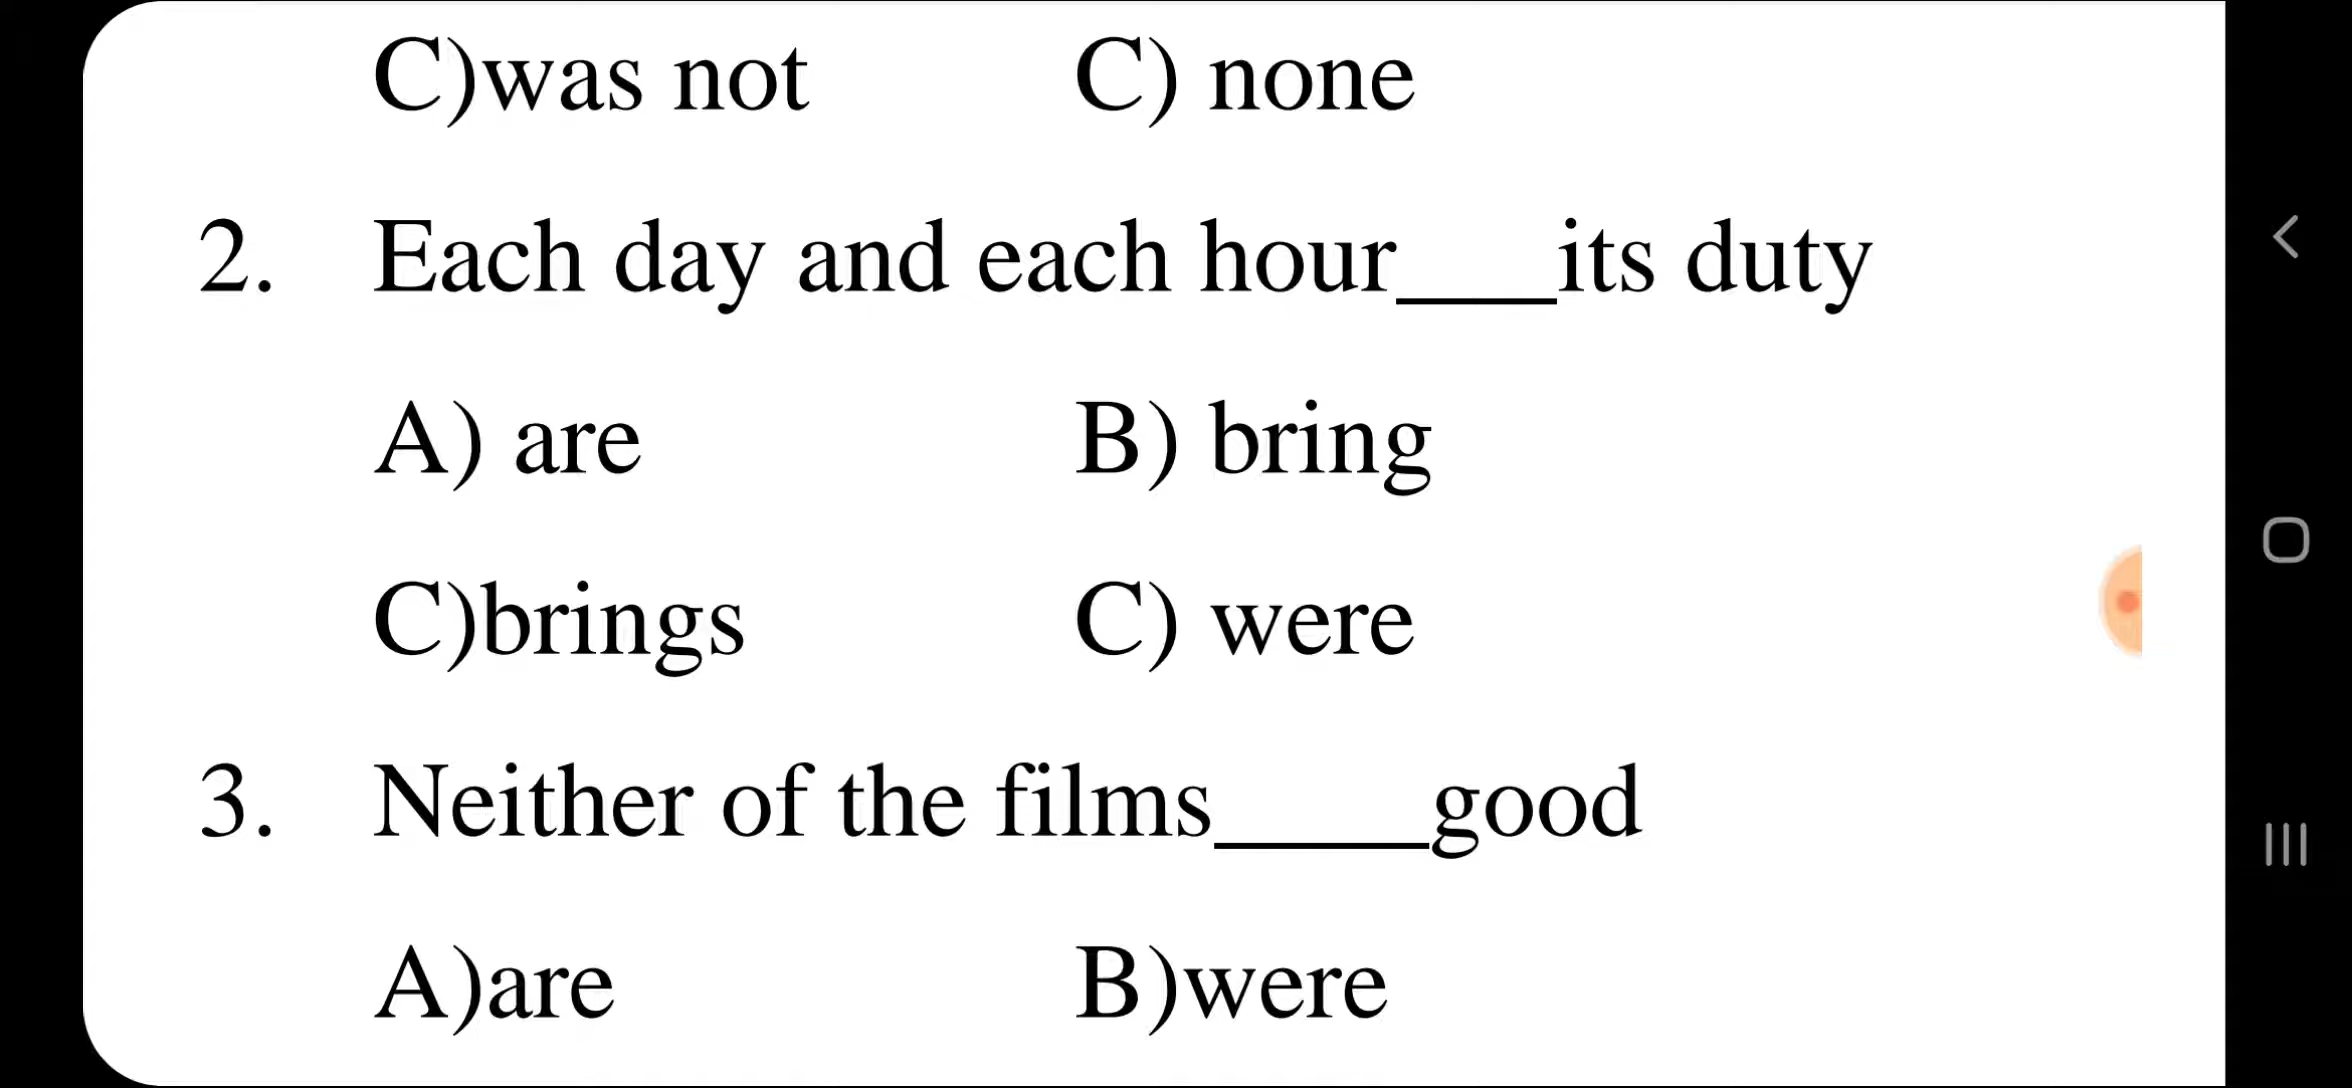 C)was not C) none
2. Each day and each hour____its duty
A) are B) bring
C)brings C) were
3. Neither of the films_____good
A)are B)were